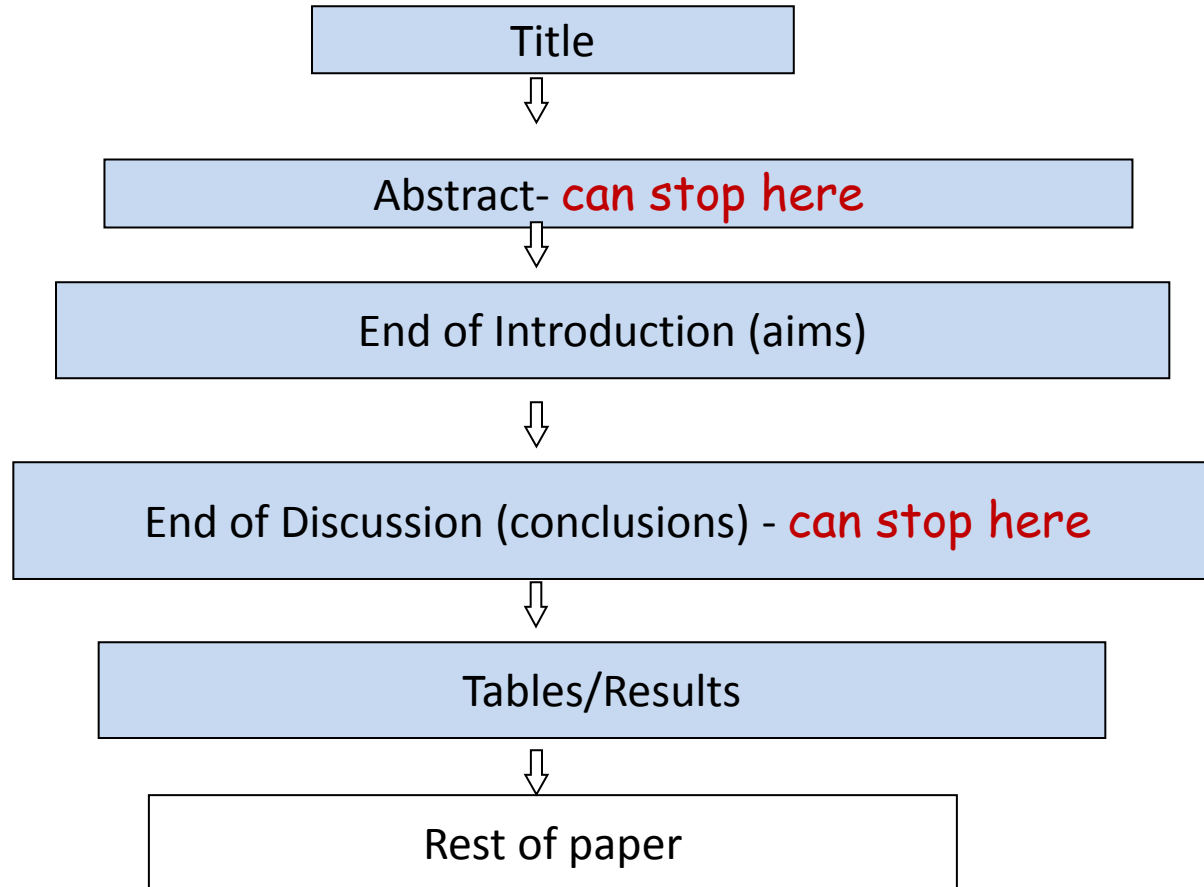 Title
Abstract- can stop here
End of Introduction (aims)
End of Discussion (conclusions) - can stop here
Tables/Results
Rest of paper